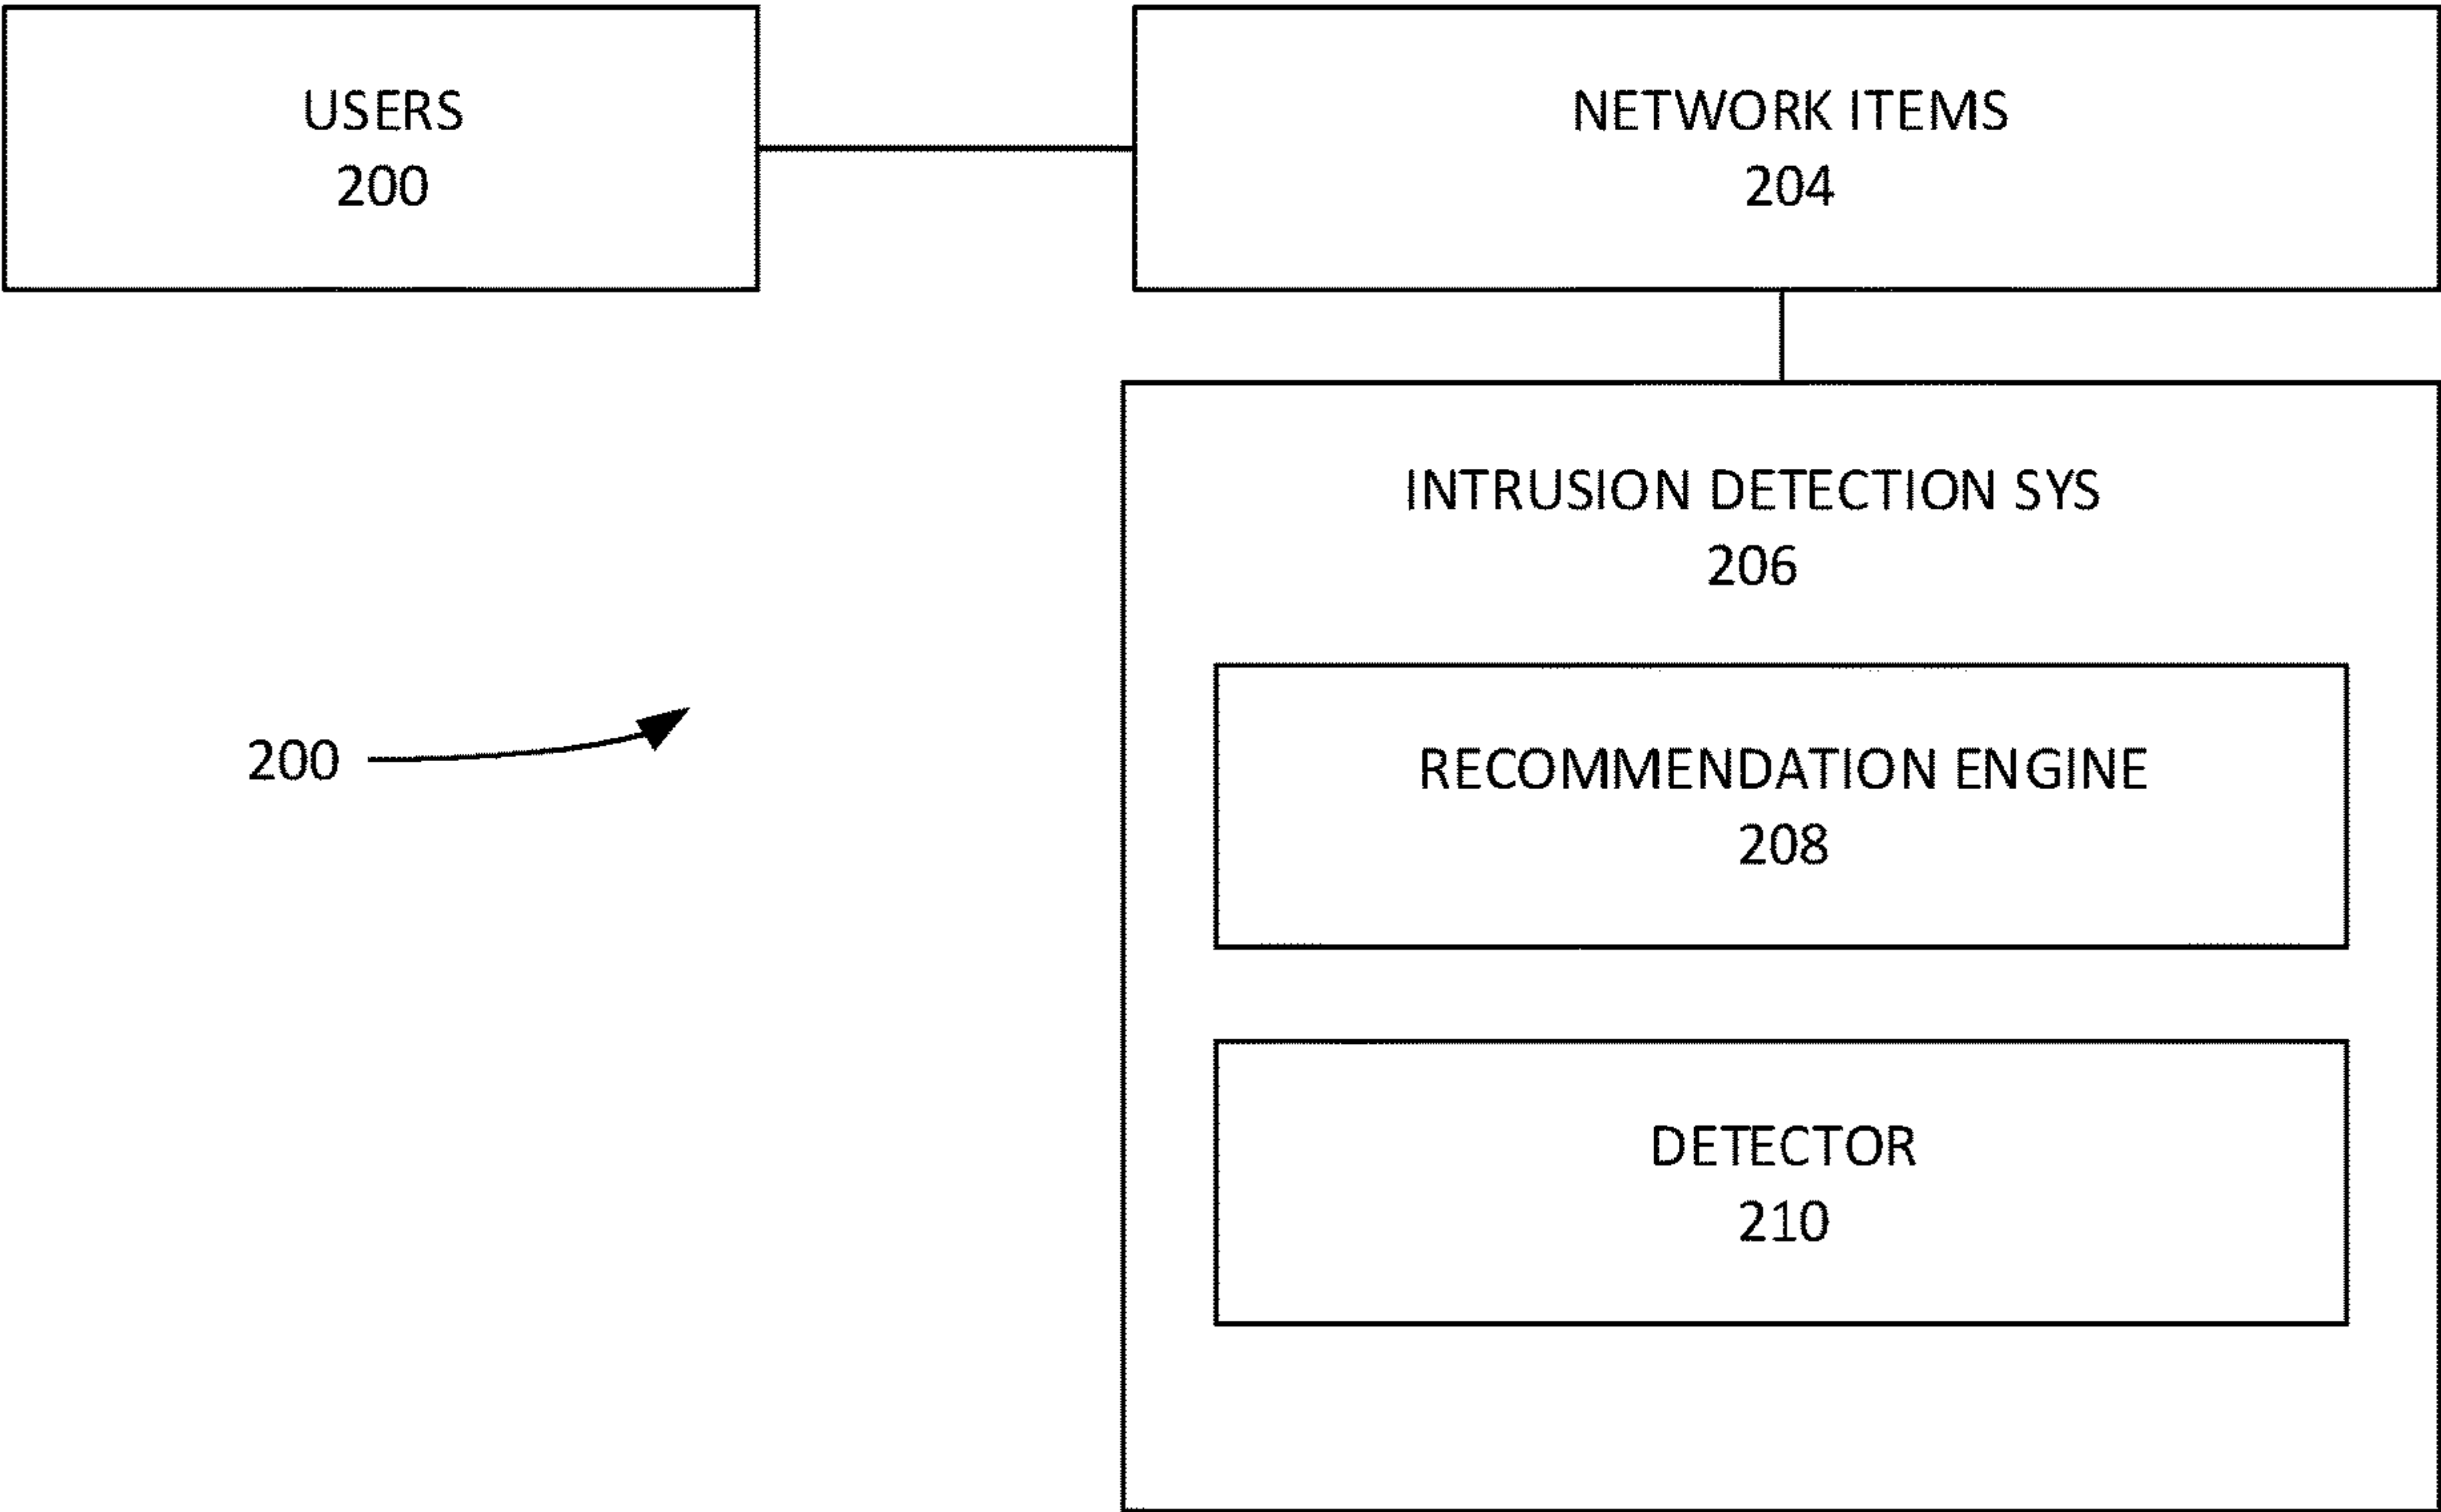 USERS
200
NETWORK ITEMS
204
INTRUSION DETECTION SYS
206
200
RECOMMENDATION ENGINE
208
DETECTOR
210